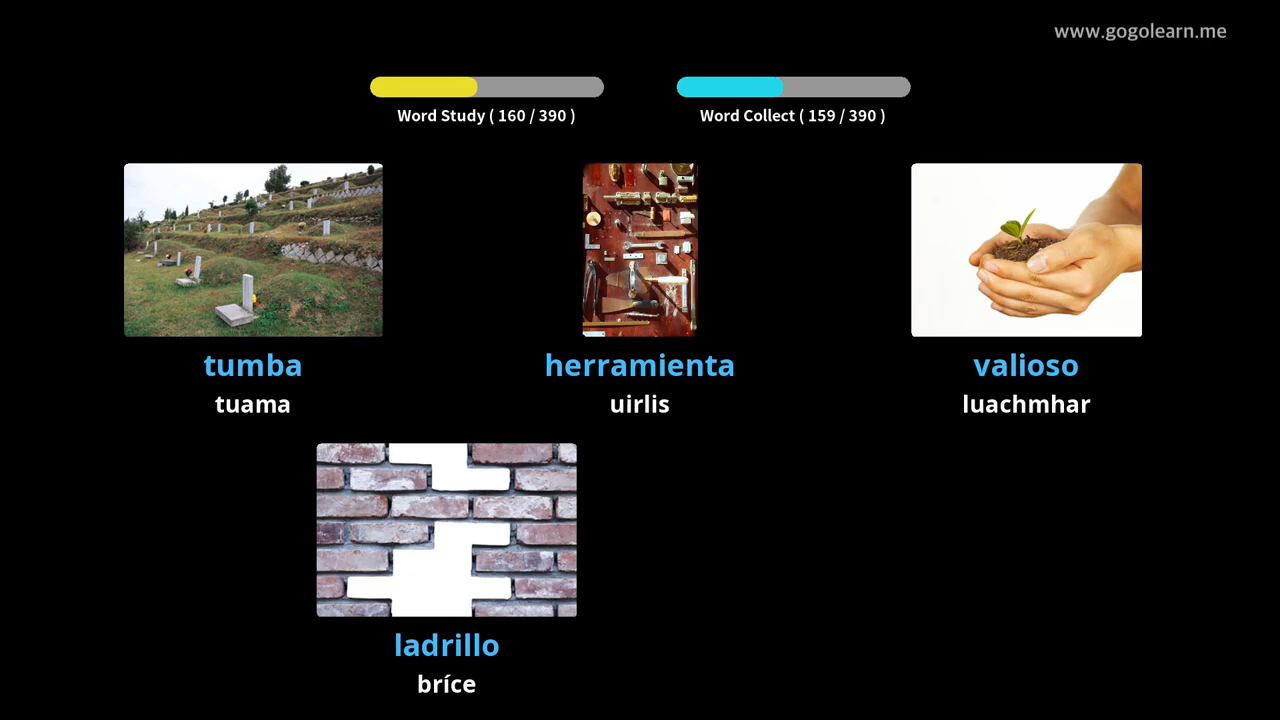 www.gogolearn.me
Word Study ( 160 / 390 )
Word Collect ( 159 / 390 )
tumba
tuama
herramienta
uirlis
valioso
luachmhar
ladrillo
bríce